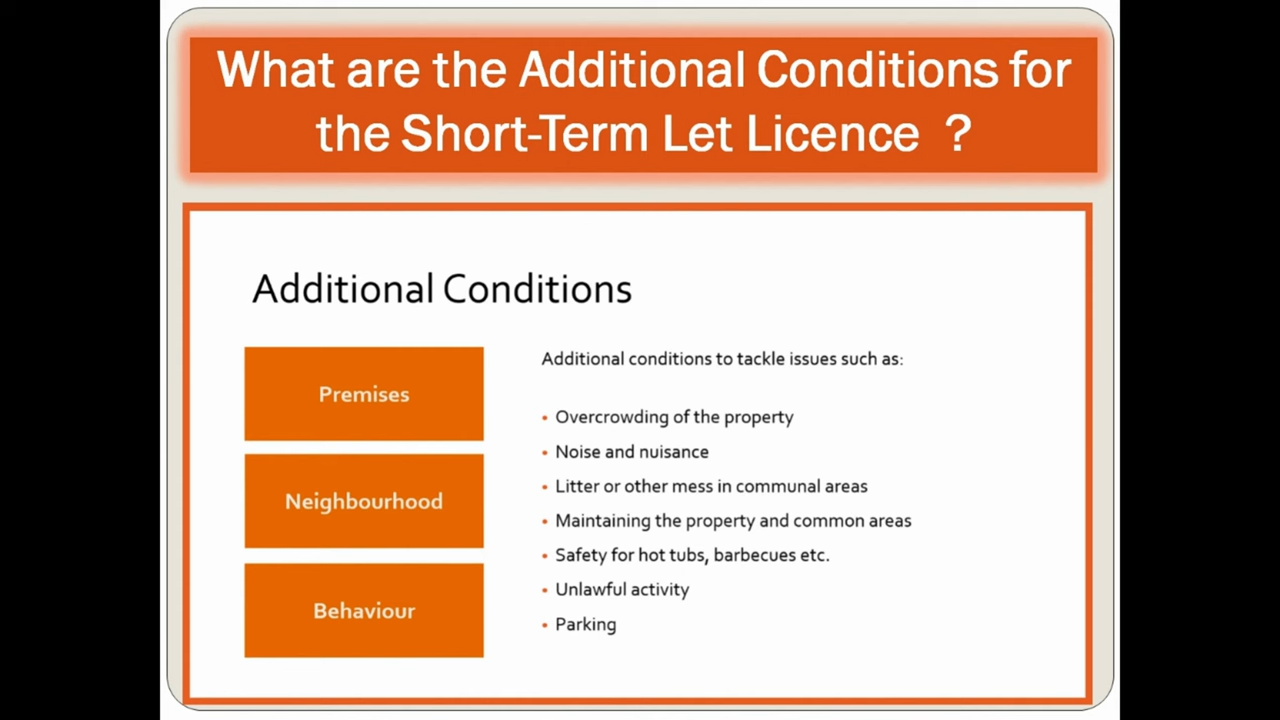 What are the Additional Conditions for
the Short-Term Let Licence ?
Additional Conditions
Premises
Neighbourhood
Behaviour
Additional conditions to tackle issues such as:
• Overcrowding of the property
• Noise and nuisance
• Litter or other mess in communal areas
• Maintaining the property and common areas
• Safety for hot tubs, barbecues etc.
• Unlawful activity
• Parking